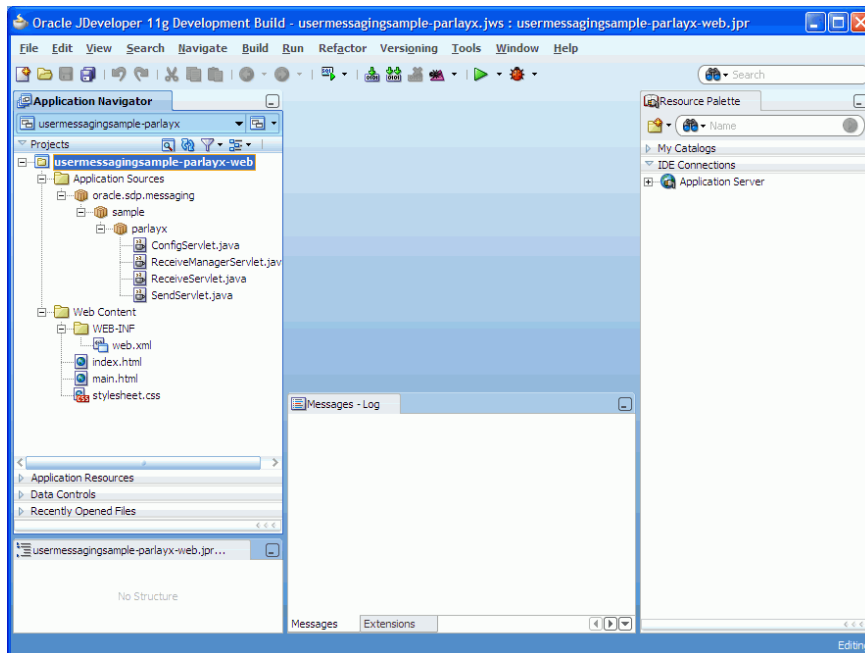 Oracle JDeveloper 11g Development Build - usermessagingsample-parlayx.jws : usermessagingsample-parlayx-web.jpr
File Edit View Search Navigate Build Run Refactor Versioning Tools Window Help
Search
Application Navigator
usermessagingsample-parlayx
Projects
usermessagingsample-parlayx-web
Application Sources
oracle.sdp.messaging
sample
parlayx
ConfigServlet.java
ReceiveManagerServlet.jav
ReceiveServlet.java
SendServlet.java
Web Content
WEB-INF
web.xml
index.html
main.html
stylesheet.css
Application Resources
Data Controls
Recently Opened Files
usermessagingsample-parlayx-web.jpr...
No Structure
Messages - Log
Messages Extensions
Resource Palette
Name
My Catalogs
IDE Connections
Application Server
Editing